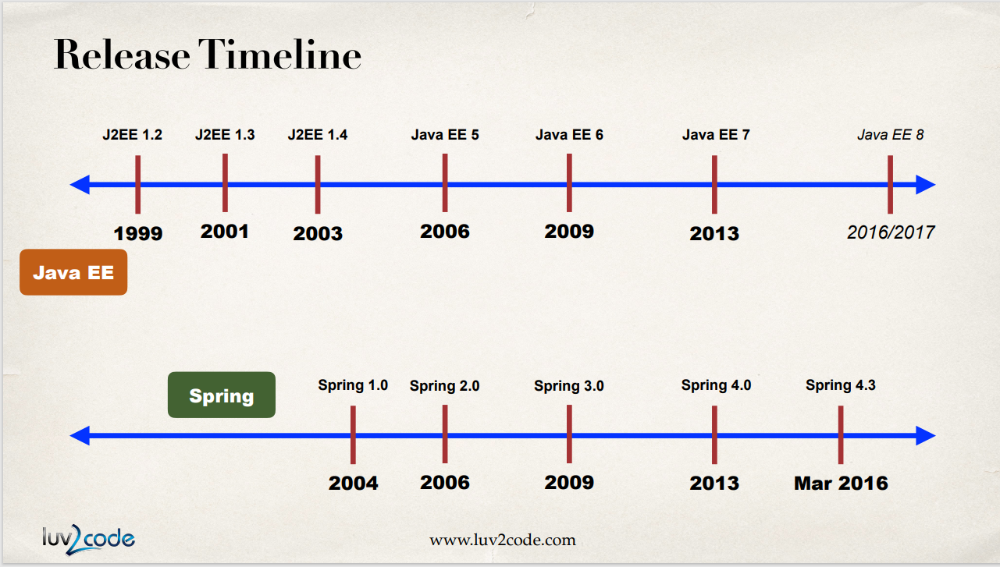 Release Timeline
J2EE 1.2 J2EE 1.3 J2EE 1.4 Java EE 5 Java EE 6 Java EE 7 Java EE 8
1999 2001 2003 2006 2009 2013 2016/2017
Java EE
Spring
Spring 1.0 Spring 2.0 Spring 3.0 Spring 4.0 Spring 4.3
2004 2006 2009 2013 Mar 2016
luv2code
www.luv2code.com